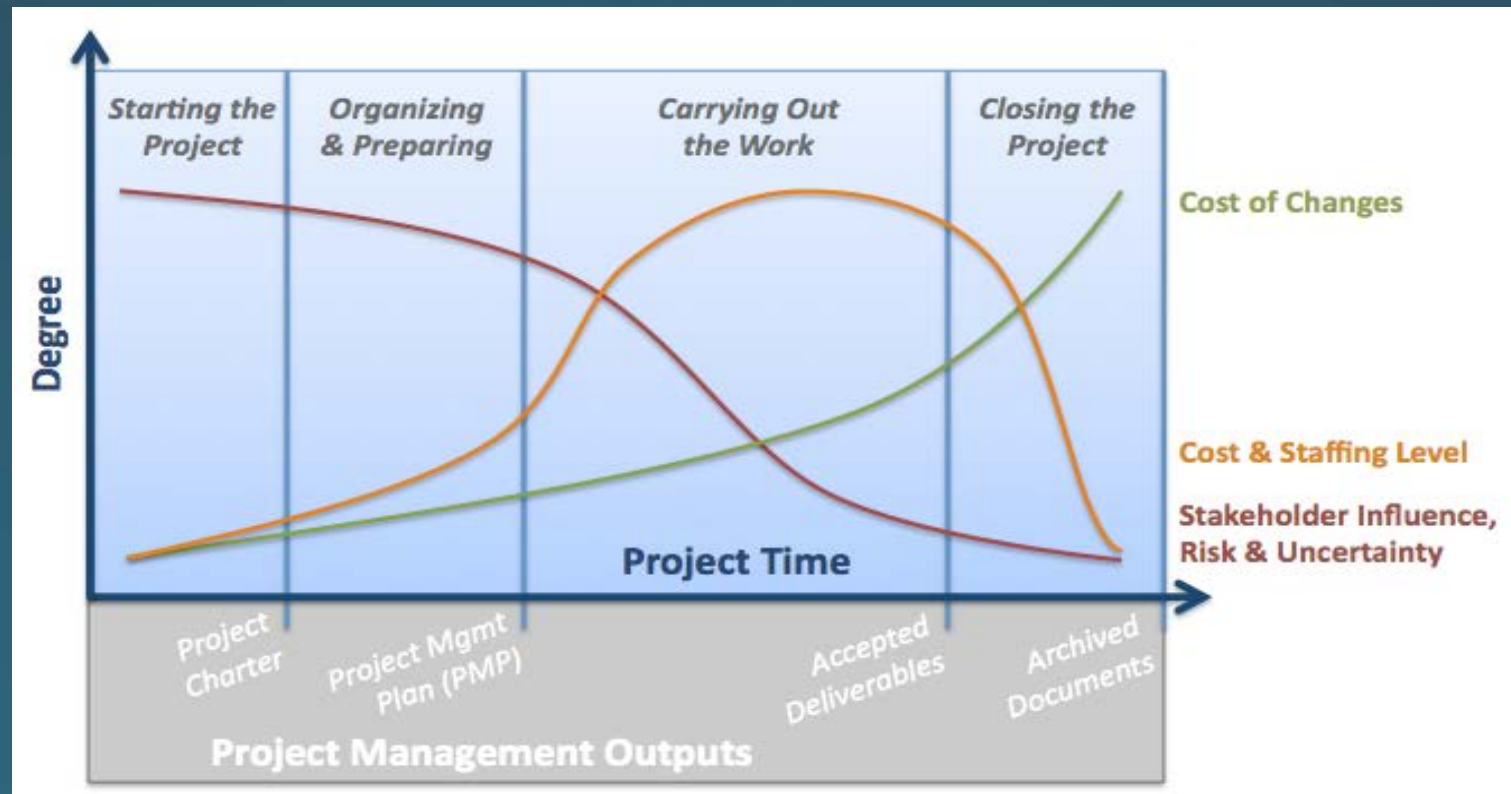 Starting the
Project
Organizing
& Preparing
Carrying Out
the Work
Closing the
Project
Degree
Cost of Changes
Cost & Staffing Level
Stakeholder Influence,
Risk & Uncertainty
Project Time
Project
Charter
Project Mgmt
Plan (PMP)
Accepted
Deliverables
Archived
Documents
Project Management Outputs